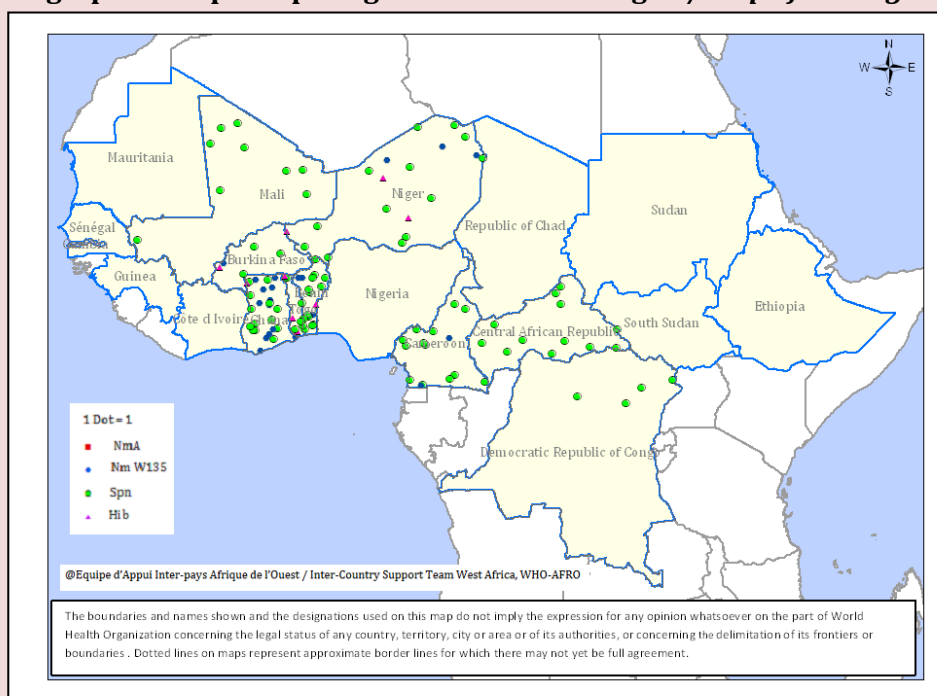 N
W E
S
Mauritania
Mali
Niger
Sudan
Republic of Chad
Sénégal
Burkina Faso
Guinea
Nigeria
Ethiopia
Côte d Ivoire
Ghana
South Sudan
Central African Republic
Cameroon
Democratic Republic of Congo
1 Dot = 1
NmA
Nm W135
Spn
Hib
@Equipe d'Appui Inter-pays Afrique de l'Ouest / Inter-Country Support Team West Africa, WHO-AFRO
The boundaries and names shown and the designations used on this map do not imply the expression for any opinion whatsoever on the part of World
Health Organization concerning the legal status of any country, territory, city or area or of its authorities, or concerning the delimitation of its frontiers or
boundaries . Dotted lines on maps represent approximate border lines for which there may not yet be full agreement.